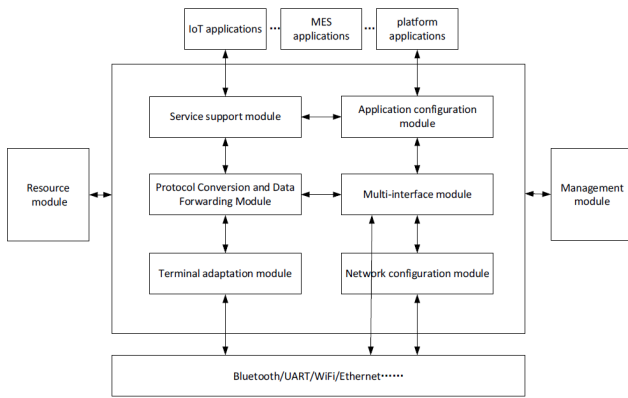 IoT applications
...
MES
applications
...
platform
applications
Service support module
Application configuration
module
Resource
module
Protocol Conversion and Data
Forwarding Module
Multi-interface module
Management
module
Terminal adaptation module
Network configuration module
Bluetooth/UART/WiFi/Ethernet······